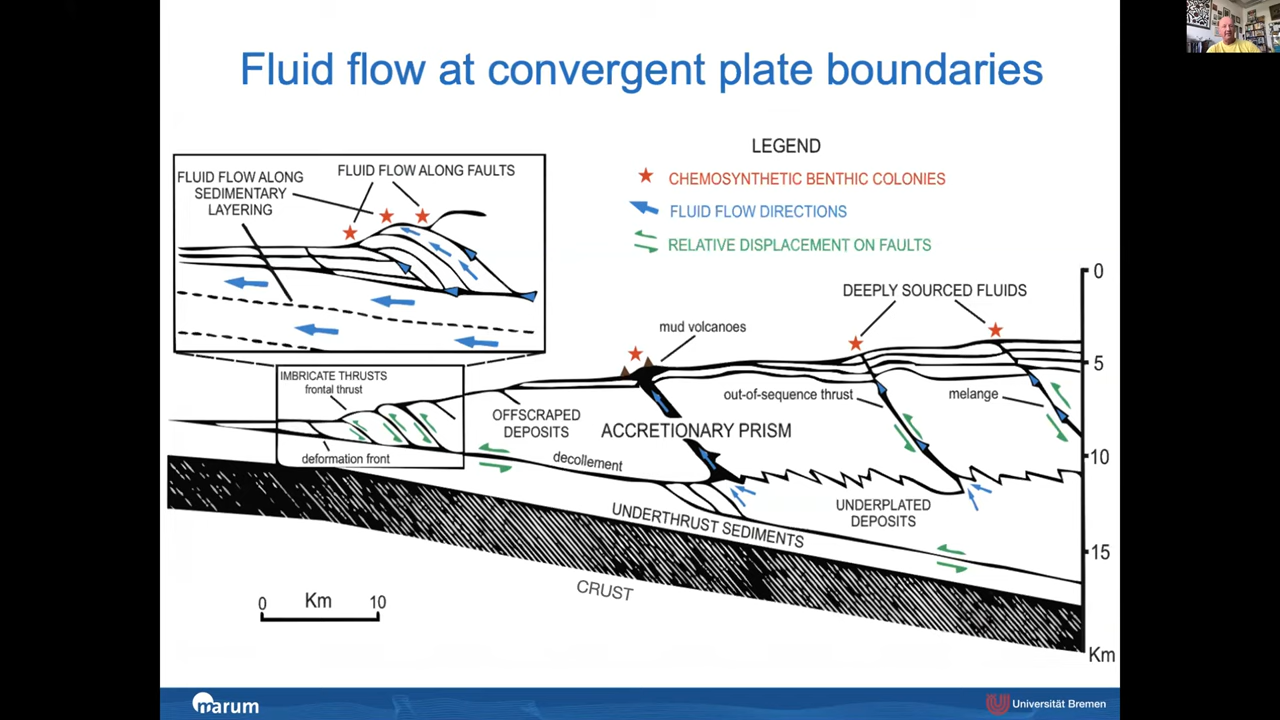 Fluid flow at convergent plate boundaries
FLUID FLOW ALONG
SEDIMENTARY
LAYERING
FLUID FLOW ALONG FAULTS
LEGEND
CHEMOSYNTHETIC BENTHIC COLONIES
FLUID FLOW DIRECTIONS
RELATIVE DISPLACEMENT ON FAULTS
0
DEEPLY SOURCED FLUIDS
mud volcanoes
5
IMBRICATE THRUSTS
frontal thrust
out-of-sequence thrust
melange
OFFSCRAPED
DEPOSITS
ACCRETIONARY PRISM
deformation front
decollement
10
UNDERPLATED
DEPOSITS
UNDERTHRUST SEDIMENTS
15
CRUST
0 Km 10
Km
marum
Universität Bremen